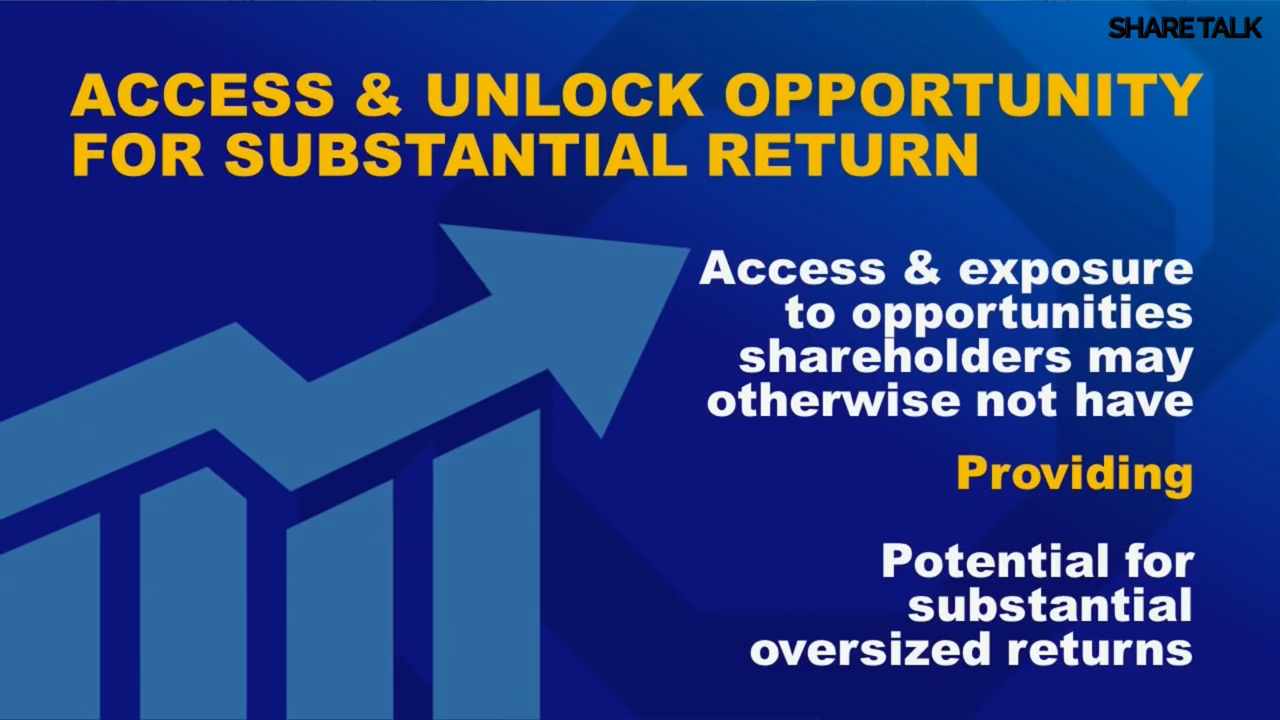 SHARE TALK
ACCESS & UNLOCK OPPORTUNITY
FOR SUBSTANTIAL RETURN
Access & exposure
to opportunities
shareholders may
otherwise not have
Providing
Potential for
substantial
oversized returns